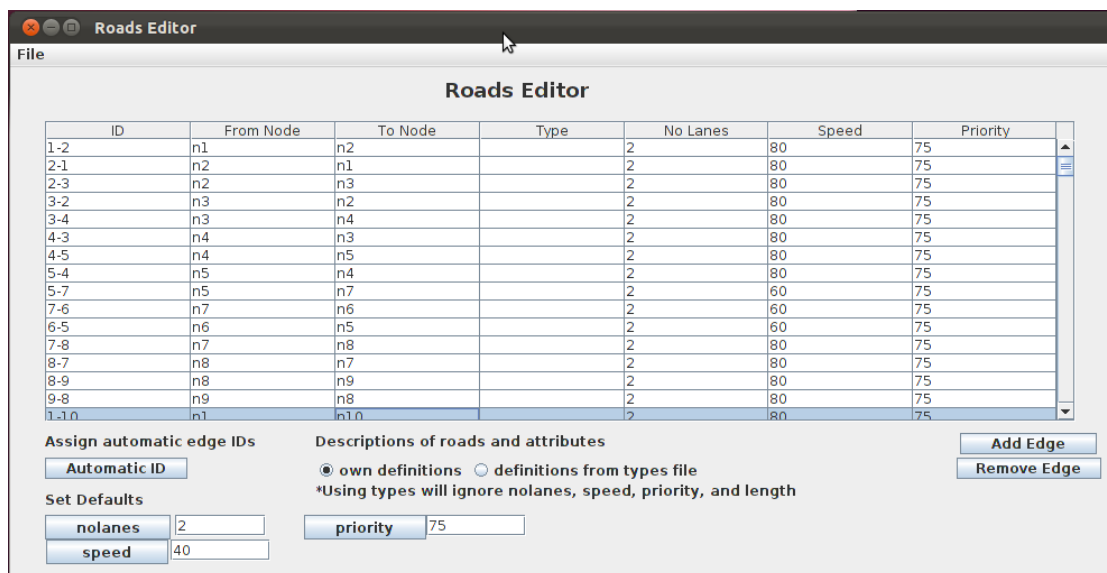 Roads Editor
File
Roads Editor
ID From Node To Node Type No Lanes Speed Priority
1-2 n1 n2 2 80 75
2-1 n2 n1 2 80 75
2-3 n2 n3 2 80 75
3-2 n3 n2 2 80 75
3-4 n3 n4 2 80 75
4-3 n4 n3 2 80 75
4-5 n4 n5 2 80 75
5-4 n5 n4 2 80 75
5-7 n5 n7 2 60 75
7-6 n7 n6 2 60 75
6-5 n6 n5 2 60 75
7-8 n7 n8 2 80 75
8-7 n8 n7 2 80 75
8-9 n8 n9 2 80 75
9-8 n9 n8 2 80 75
1-10 n1 n10 2 80 75
Assign automatic edge IDs Descriptions of roads and attributes Add Edge
Automatic ID own definitions definitions from types file Remove Edge
*Using types will ignore nolanes, speed, priority, and length
Set Defaults
nolanes 2 priority 75
speed 40